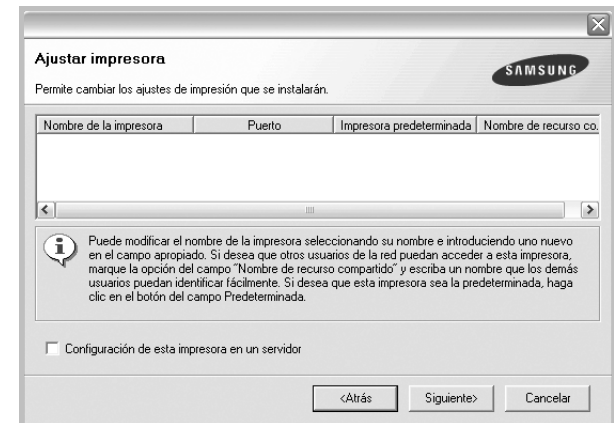 Ajustar impresora
SAMSUNG
Permite cambiar los ajustes de impresión que se instalarán.
Nombre de la impresora Puerto Impresora predeterminada Nombre de recurso co.
Puede modificar el nombre de la impresora seleccionando su nombre e introduciendo uno nuevo
en el campo apropiado. Si desea que otros usuarios de la red puedan acceder a esta impresora,
marque la opción del campo "Nombre de recurso compartido" y escriba un nombre que los demás
usuarios puedan identificar fácilmente. Si desea que esta impresora sea la predeterminada, haga
clic en el botón del campo Predeterminada.
Configuración de esta impresora en un servidor
<Atrás Siguiente> Cancelar